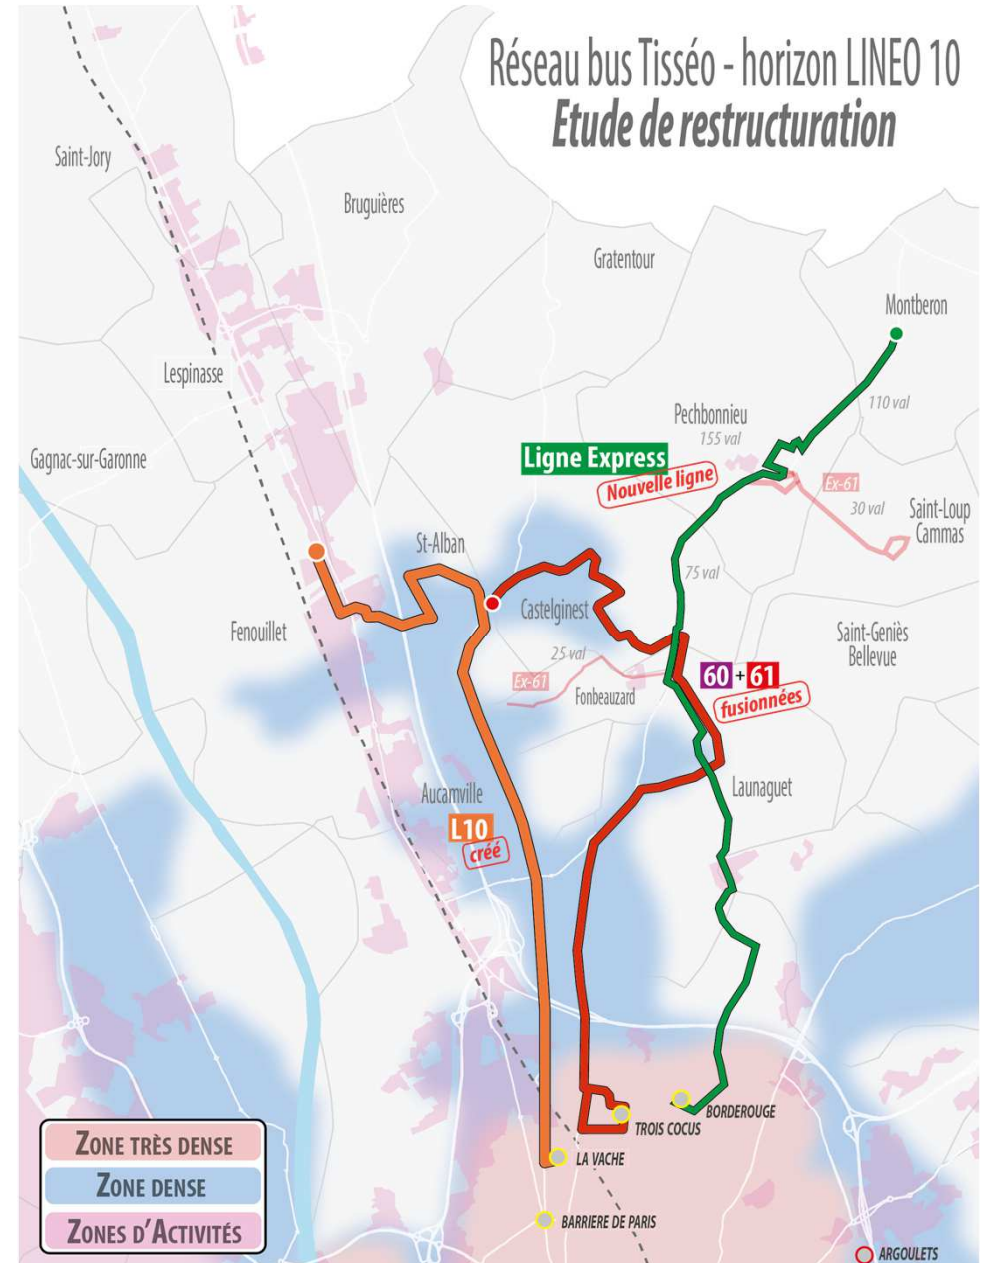 Réseau bus Tisséo - horizon LINEO 10
Etude de restructuration
Saint-Jory
Bruguières
Gratentour
Montberon
Lespinasse
110 val
Pechbonnieu
155 val
Gagnac-sur-Garonne
Ligne Express
Nouvelle ligne
Ex-61
30 val
Saint-Loup
Cammas
St-Alban
75 val
Castelginest
Fenouillet
Saint-Geniès
Bellevue
25 val
Ex-61
Fonbeauzard
60 + 61
fusionnées
Launaguet
Aucamville
L10
créé
BORDEROUGE
TROIS COCUS
LA VACHE
BARRIERE DE PARIS
ARGOULETS
ZONE TRÈS DENSE
ZONE DENSE
ZONES D'ACTIVITÉS